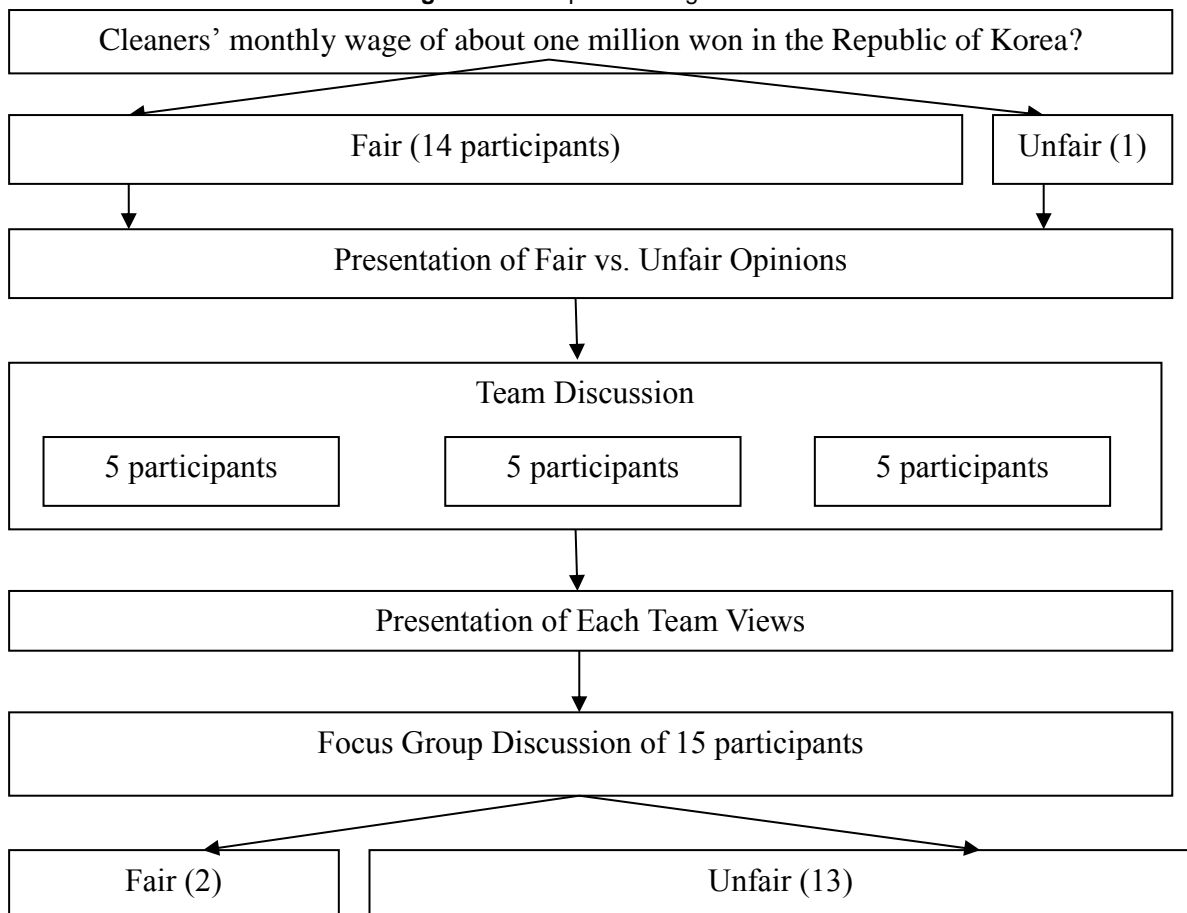 Cleaners’ monthly wage of about one million won in the Republic of Korea?
Fair (14 participants)
Unfair (1)
Presentation of Fair vs. Unfair Opinions
Team Discussion
5 participants
5 participants
5 participants
Presentation of Each Team Views
Focus Group Discussion of 15 participants
Fair (2)
Unfair (13)